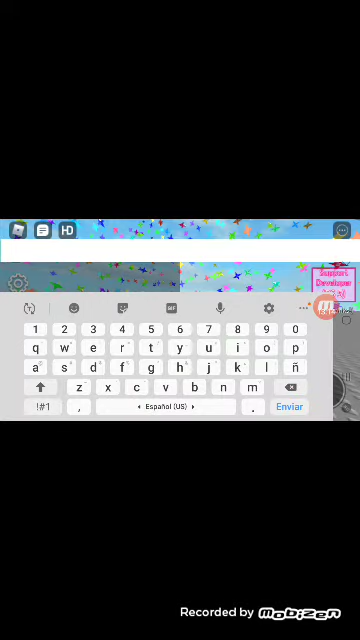 HD
Support
Developer
1 2 3 4 5 6 7 8 9 0
q w e r t y u i o p
a s d f g h j k l ñ
z x c v b n m
!#1 , Español (US) . Enviar
GIF
Recorded by mobizen